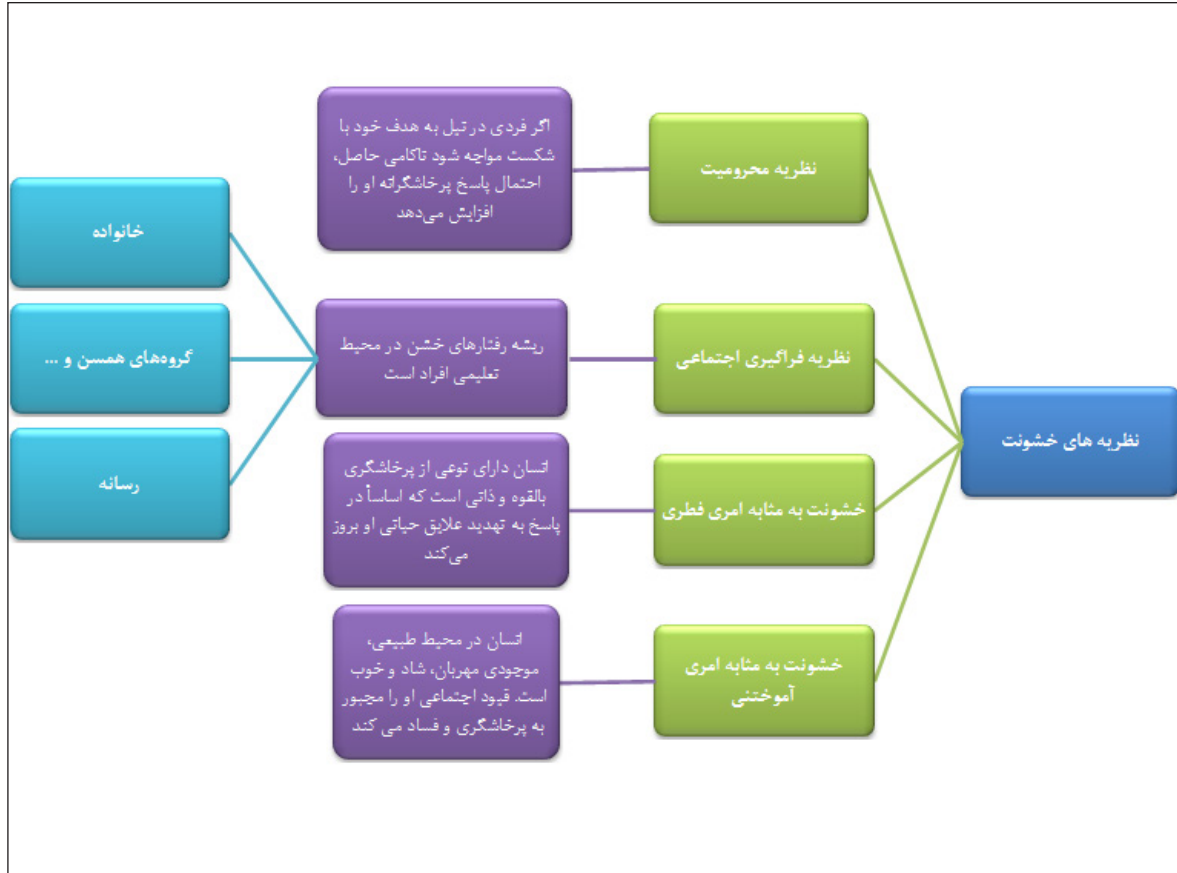 نظریه های خشونت
نظریه محرومیت
اگر فردی در نیل به هدف خود با
شکست مواجه شود ناکامی حاصل،
احتمال پاسخ پرخاشگرانه او را
افزایش می‌دهد
نظریه فراگیری اجتماعی
ریشه رفتارهای خشن در محیط
تعلیمی افراد است
خانواده
گروه‌های همسن و ...
رسانه
خشونت به مثابه امری فطری
انسان دارای نوعی از پرخاشگری
بالقوه و ذاتی است که اساساً در
پاسخ به تهدید علایق حیاتی او بروز
می‌کند
خشونت به مثابه امری
آموختنی
انسان در محیط طبیعی،
موجودی مهربان، شاد و خوب
است. قیود اجتماعی او را مجبور
به پرخاشگری و فساد می کند